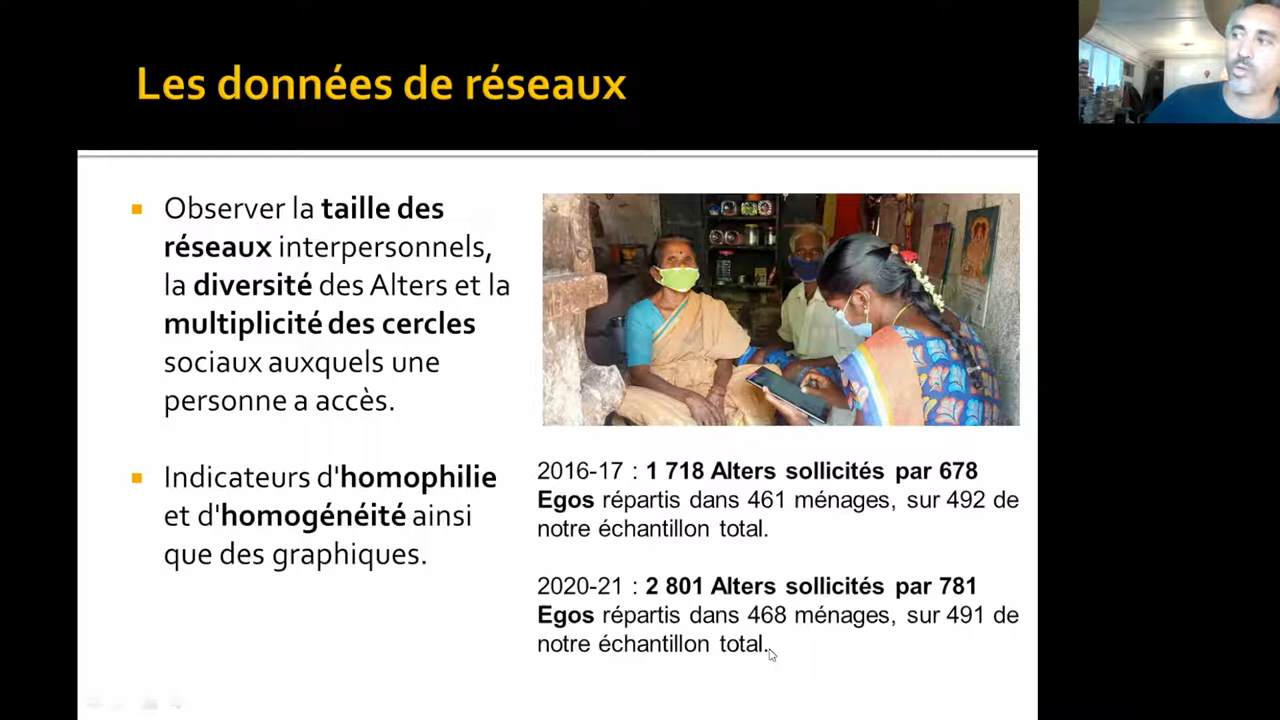 Les données de réseaux
Observer la taille des
réseaux interpersonnels,
la diversité des Alters et la
multiplicité des cercles
sociaux auxquels une
personne a accès.
Indicateurs d'homophilie
et d'homogénéité ainsi
que des graphiques.
2016-17 : 1 718 Alters sollicités par 678
Egos répartis dans 461 ménages, sur 492 de
notre échantillon total.
2020-21 : 2 801 Alters sollicités par 781
Egos répartis dans 468 ménages, sur 491 de
notre échantillon total.